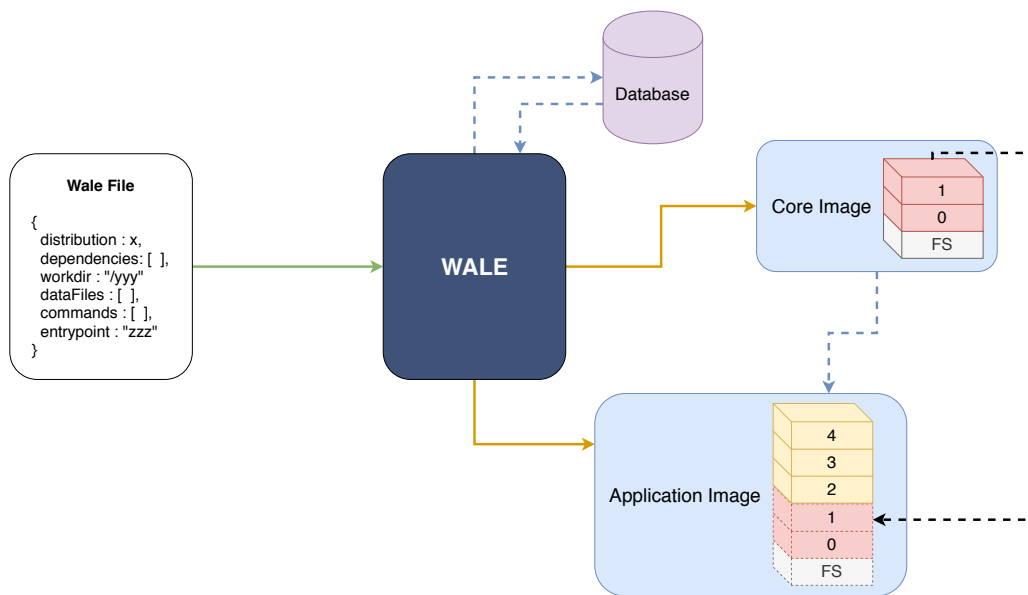 Database
Wale File
{
distribution : x,
dependencies: [ ],
workdir : "/yyy"
dataFiles : [ ],
commands : [ ],
entrypoint : "zzz"
}
WALE
Core Image
1
0
FS
Application Image
4
3
2
1
0
FS